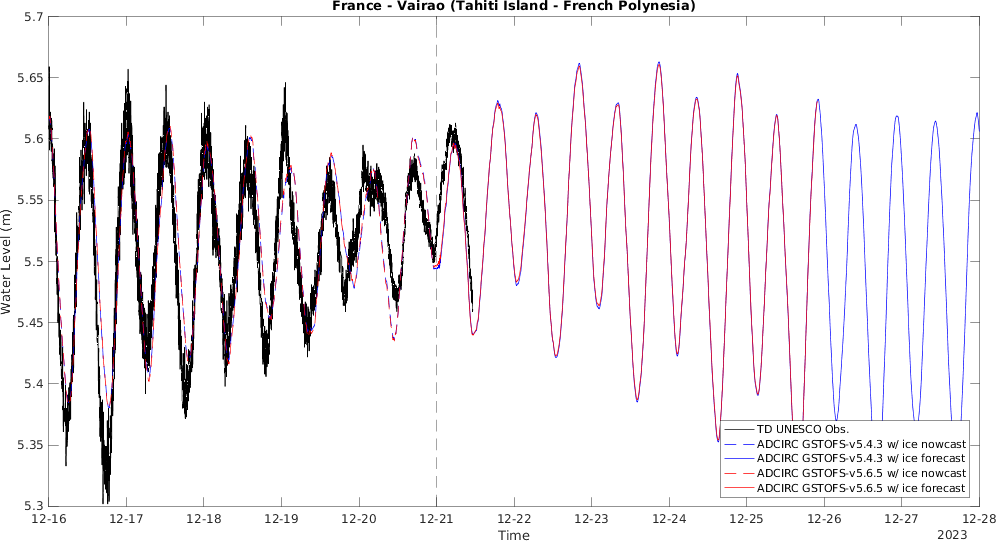 France - Vairao (Tahiti Island - French Polynesia)
5.7
5.65
5.6
5.55
5.5
5.45
5.4
5.35
5.3
Water Level (m)
TD UNESCO Obs.
ADCIRC GSTOFS-v5.4.3 w/ ice nowcast
ADCIRC GSTOFS-v5.4.3 w/ ice forecast
ADCIRC GSTOFS-v5.6.5 w/ ice nowcast
ADCIRC GSTOFS-v5.6.5 w/ ice forecast
12-16 12-17 12-18 12-19 12-20 12-21 12-22 12-23 12-24 12-25 12-26 12-27 12-28
Time
2023